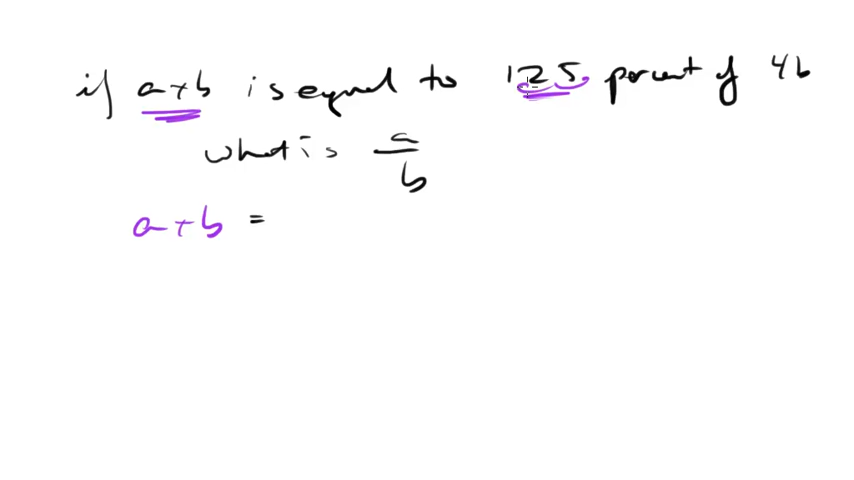 if a+b is equal to 125 percent of 4b
what is a/b
a+b =